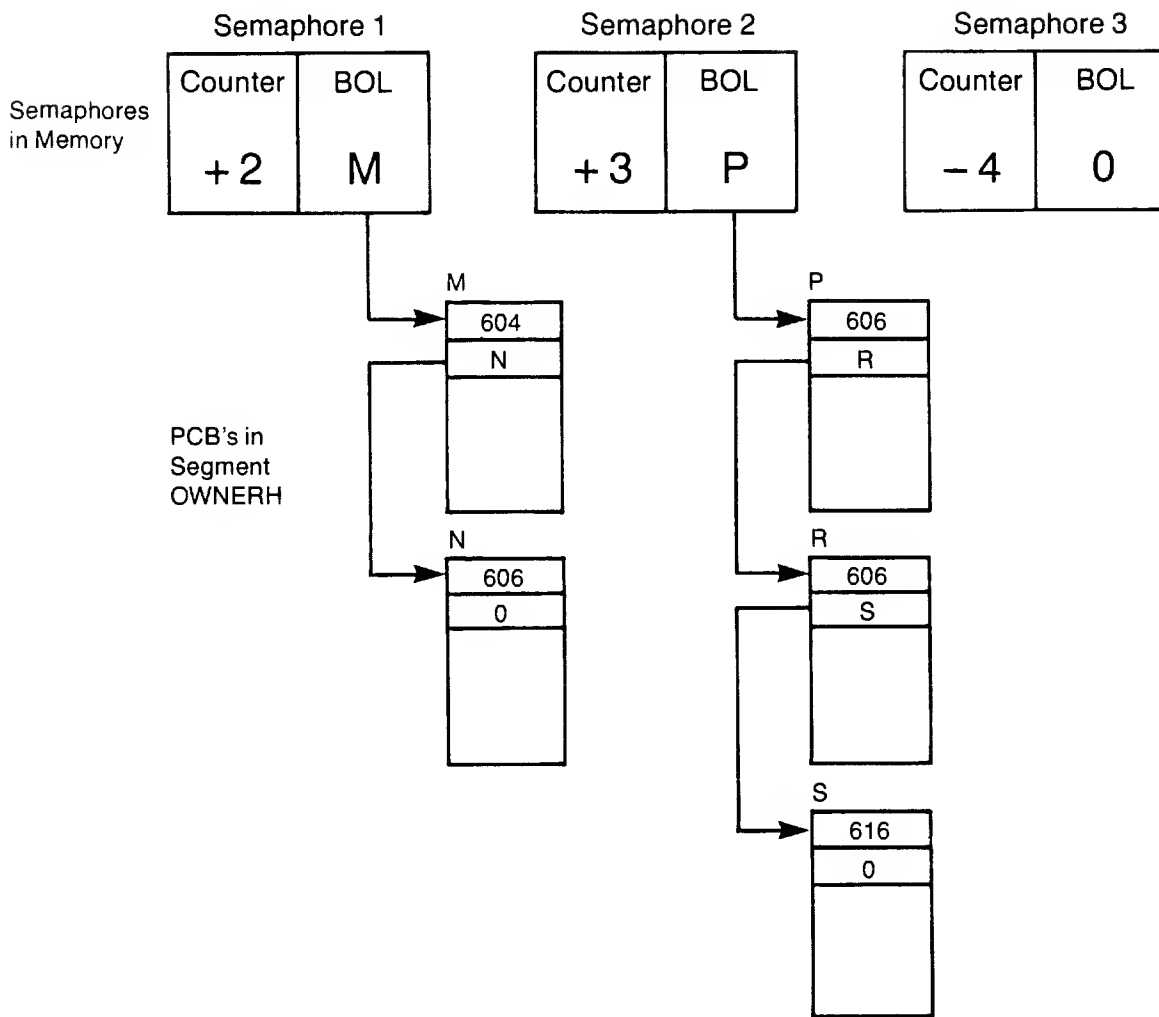 Semaphore 1
Semaphore 2
Semaphore 3
Semaphores
in Memory
Counter
BOL
+2
M
Counter
BOL
+3
P
Counter
BOL
–4
0
M
604
N
P
606
R
PCB's in
Segment
OWNERH
N
606
0
R
606
S
S
616
0